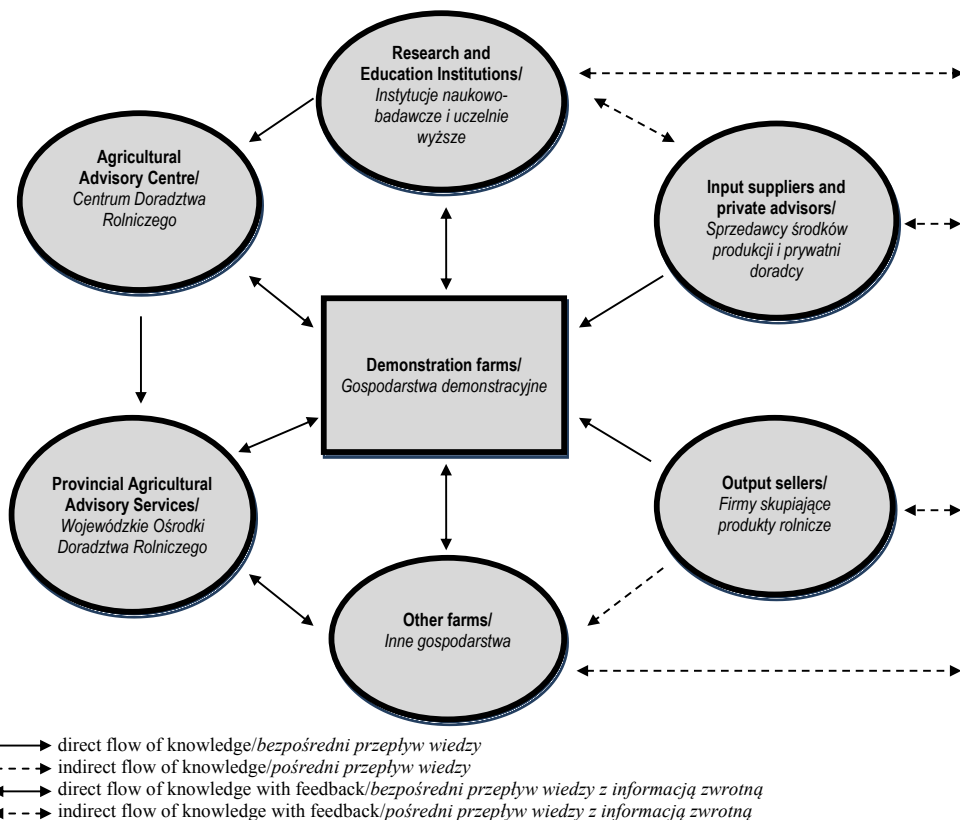 Research and
Education Institutions/
Instytucje naukowo-
badawcze i uczelnie
wyższe
Agricultural
Advisory Centre/
Centrum Doradztwa
Rolniczego
Input suppliers and
private advisors/
Sprzedawcy środków
produkcji i prywatni
doradcy
Demonstration farms/
Gospodarstwa demonstracyjne
Provincial Agricultural
Advisory Services/
Wojewódzkie Ośrodki
Doradztwa Rolniczego
Output sellers/
Firmy skupiające
produkty rolnicze
Other farms/
Inne gospodarstwa
direct flow of knowledge/bezpośredni przepływ wiedzy
indirect flow of knowledge/pośredni przepływ wiedzy
direct flow of knowledge with feedback/bezpośredni przepływ wiedzy z informacją zwrotną
indirect flow of knowledge with feedback/pośredni przepływ wiedzy z informacją zwrotną